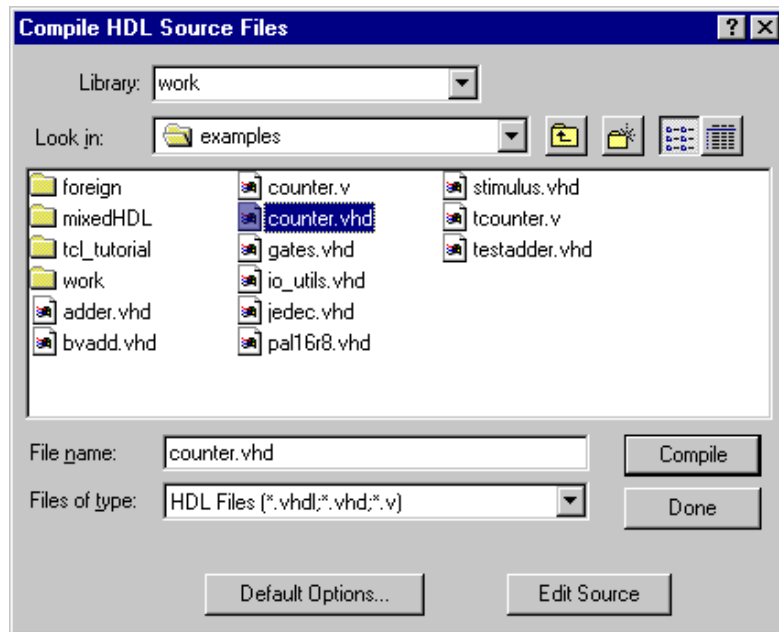 Compile HDL Source Files
Library: work
Look in: examples
foreign counter.v stimulus.vhd
mixedHDL counter.vhd tcounter.v
tcl_tutorial gates.vhd testadder.vhd
work io_utils.vhd
adder.vhd jedec.vhd
bvadd.vhd pal16r8.vhd
File name: counter.vhd Compile
Files of type: HDL Files (*.vhdl;*.vhd;*.v) Done
Default Options... Edit Source